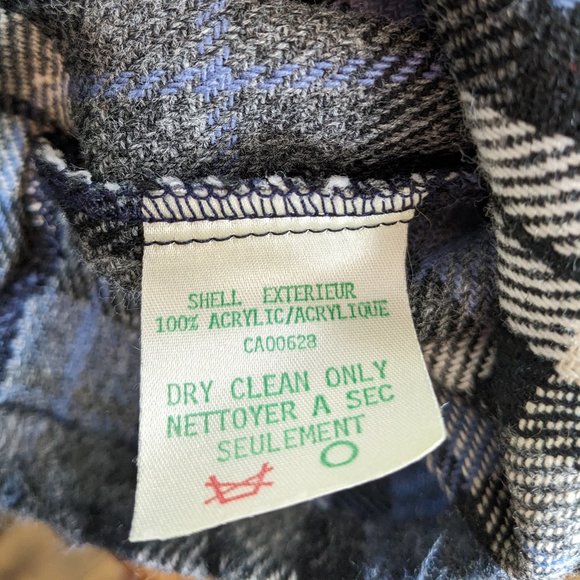 SHELL EXTERIEUR
100% ACRYLIC/ACRYLIQUE
CA00628
DRY CLEAN ONLY
NETTOYER A SEC
SEULEMENT